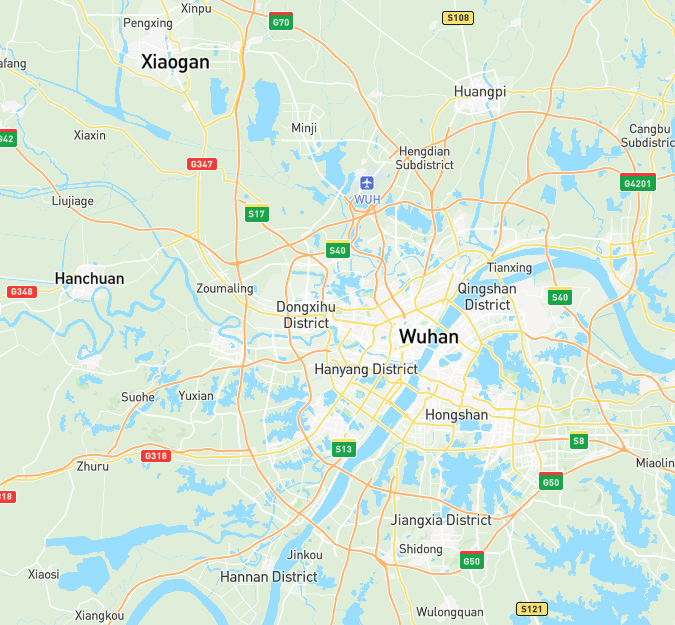 Xinpu
Pengxing
G70
S108
Xiaogan
afang
Huangpi
Minji
Cangbu
Subdistric
Xiaxin
G42
Hengdian
Subdistrict
G347
WUH
G4201
Liujiage
S17
S40
Tianxing
Hanchuan
G348
Zoumaling
Qingshan
District
S40
Dongxihu
District
Wuhan
Hanyang District
Suohe
Yuxian
Hongshan
S13
S8
G318
Zhuru
Miaolin
G50
318
Jiangxia District
Jinkou
Shidong
G50
Xiaosi
Hannan District
Xiangkou
Wulongquan
S121